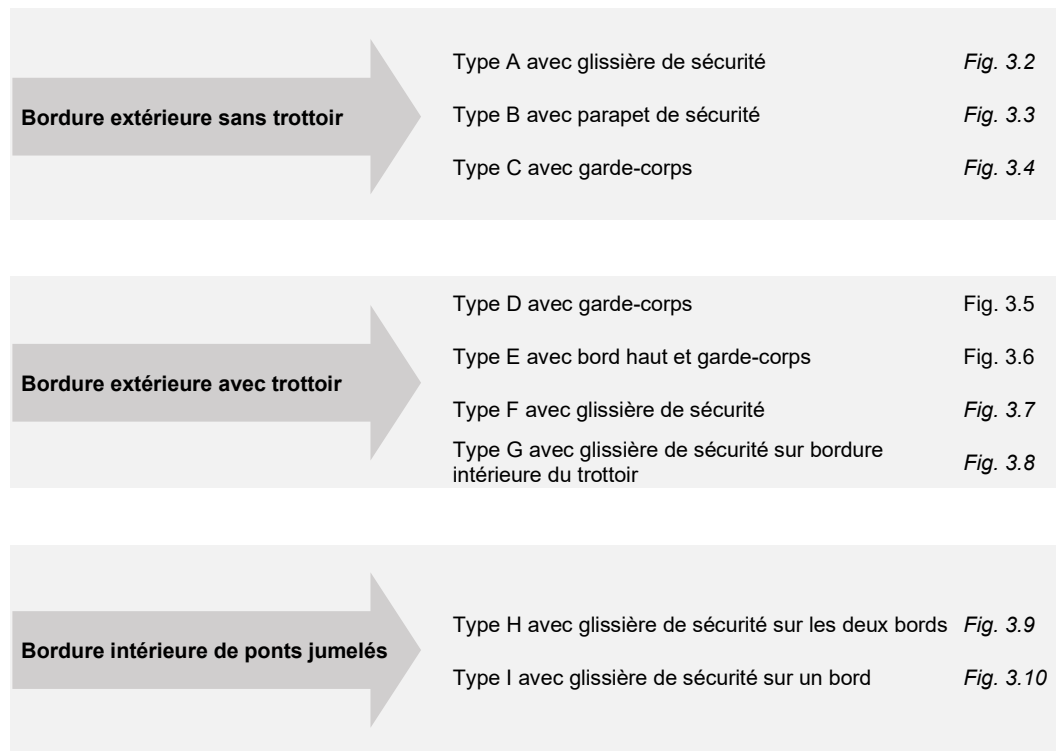 Bordure extérieure sans trottoir
Type A avec glissière de sécurité Fig. 3.2
Type B avec parapet de sécurité Fig. 3.3
Type C avec garde-corps Fig. 3.4
Bordure extérieure avec trottoir
Type D avec garde-corps Fig. 3.5
Type E avec bord haut et garde-corps Fig. 3.6
Type F avec glissière de sécurité Fig. 3.7
Type G avec glissière de sécurité sur bordure
intérieure du trottoir Fig. 3.8
Bordure intérieure de ponts jumelés
Type H avec glissière de sécurité sur les deux bords Fig. 3.9
Type I avec glissière de sécurité sur un bord Fig. 3.10